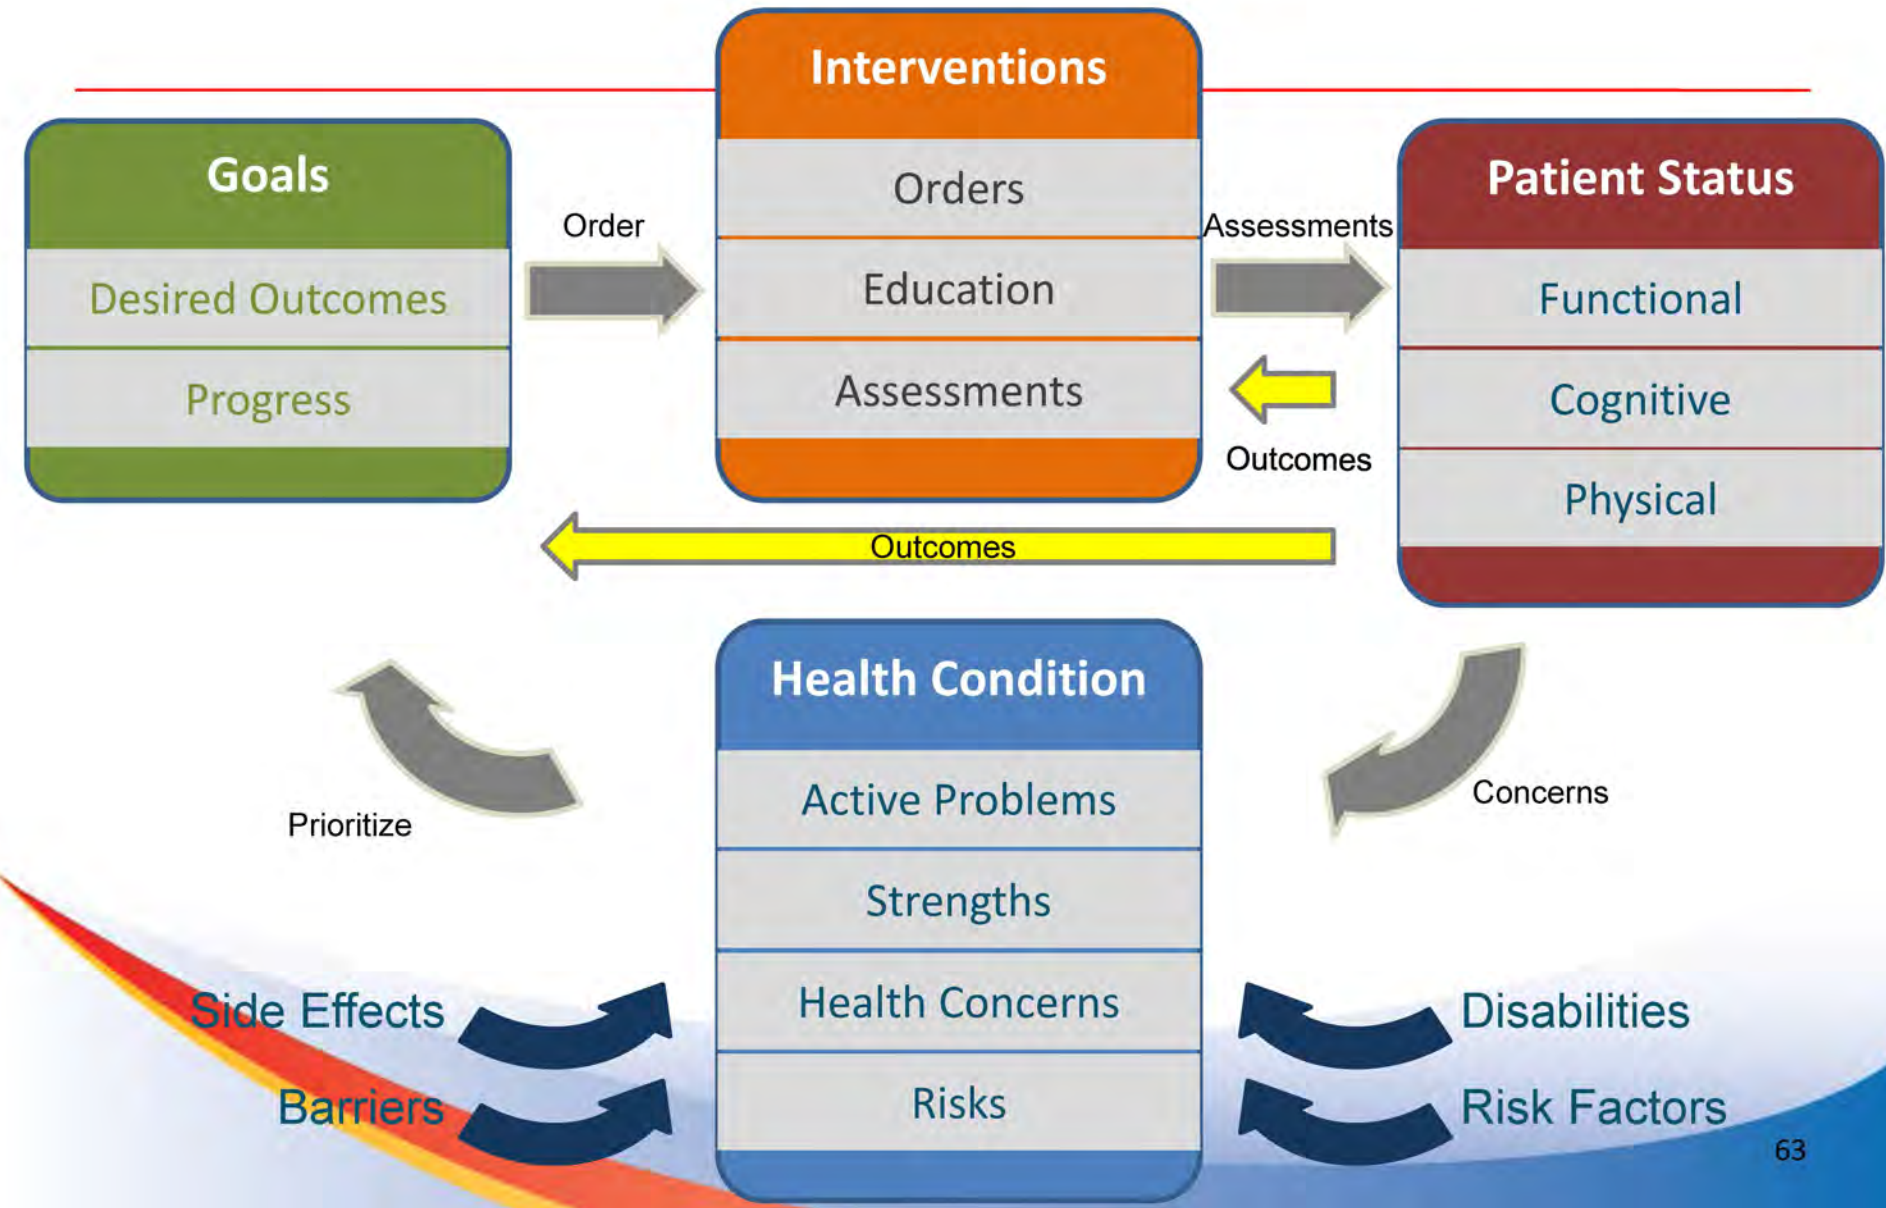 Interventions
Orders
Education
Assessments
Goals
Desired Outcomes
Progress
Order
Assessments
Patient Status
Functional
Cognitive
Physical
Outcomes
Outcomes
Health Condition
Active Problems
Strengths
Health Concerns
Risks
Prioritize
Concerns
Side Effects
Barriers
Disabilities
Risk Factors
63